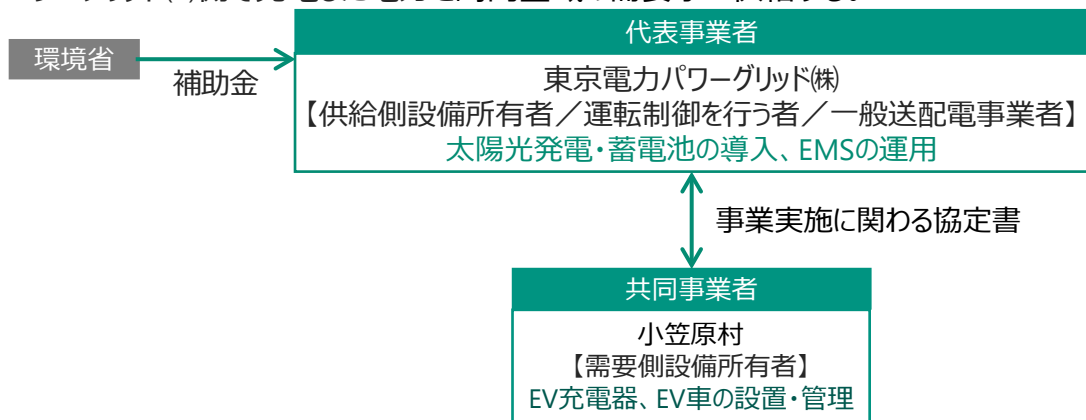 代表事業者
環境省
補助金
東京電力パワーグリッド㈱
【供給側設備所有者／運転制御を行う者／一般送配電事業者】
太陽光発電・蓄電池の導入、EMSの運用
事業実施に関わる協定書
共同事業者
小笠原村
【需要側設備所有者】
EV充電器、EV車の設置・管理